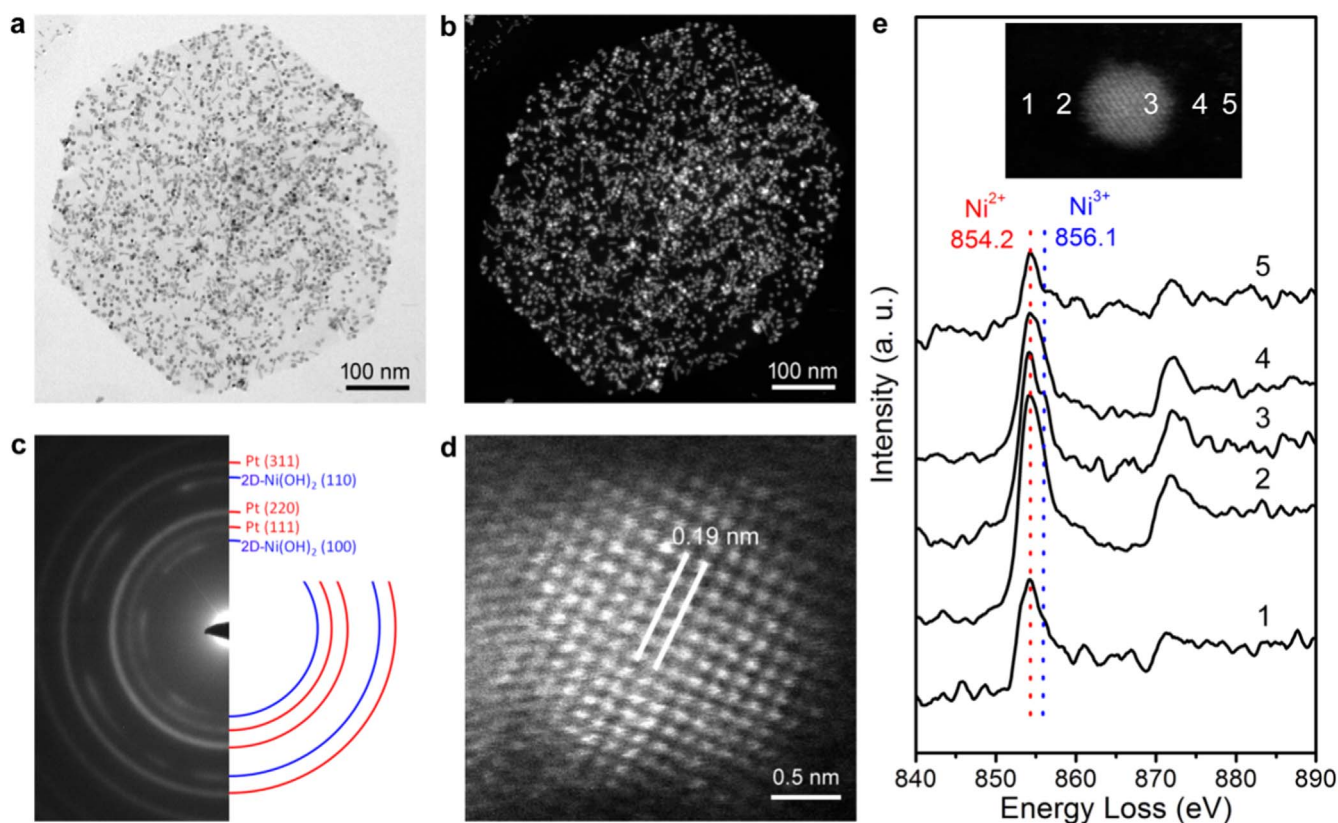 a
100 nm
b
100 nm
c
Pt (311)
2D-Ni(OH)₂ (110)
Pt (220)
Pt (111)
2D-Ni(OH)₂ (100)
d
0.19 nm
0.5 nm
e
1 2 3 4 5
Ni²⁺ Ni³⁺
854.2 856.1
5
4
3
2
1
Intensity (a. u.)
840 850 860 870 880 890
Energy Loss (eV)